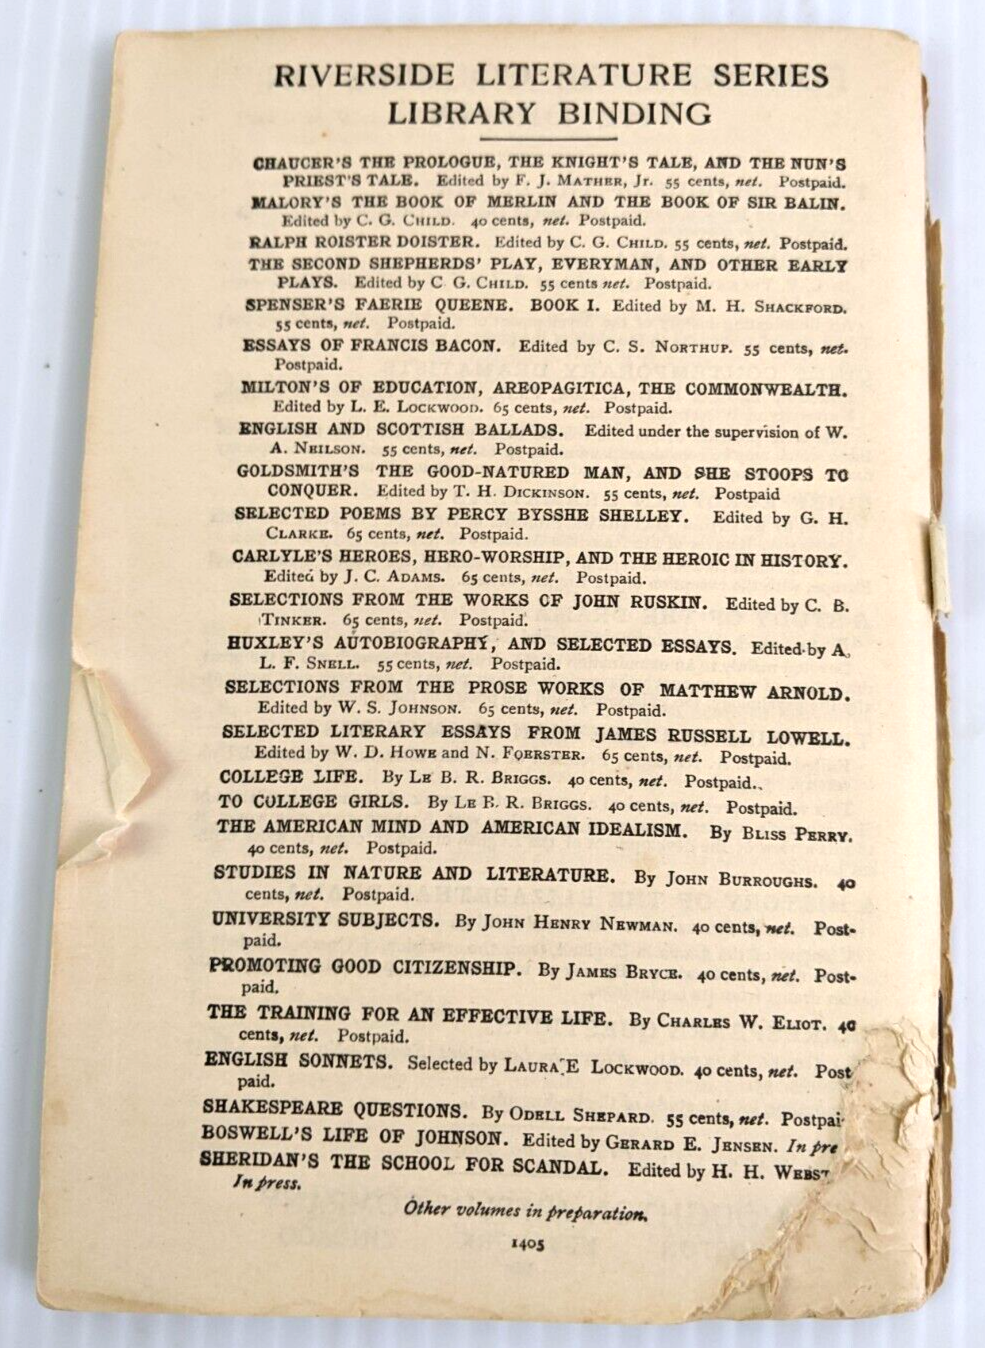 RIVERSIDE LITERATURE SERIES
LIBRARY BINDING
CHAUCER'S THE PROLOGUE, THE KNIGHT'S TALE, AND THE NUN'S
PRIEST'S TALE. Edited by F. J. MATHER, Jr. 55 cents, net. Postpaid.
MALORY'S THE BOOK OF MERLIN AND THE BOOK OF SIR BALIN.
Edited by C. G. CHILD. 40 cents, net. Postpaid.
RALPH ROISTER DOISTER. Edited by C. G. CHILD. 55 cents, net. Postpaid.
THE SECOND SHEPHERDS' PLAY, EVERYMAN, AND OTHER EARLY
PLAYS. Edited by C G. CHILD. 55 cents net. Postpaid.
SPENSER'S FAERIE QUEENE. BOOK I. Edited by M. H. SHACKFORD.
55 cents, net. Postpaid.
ESSAYS OF FRANCIS BACON. Edited by C. S. NORTHUP. 55 cents, net.
Postpaid.
MILTON'S OF EDUCATION, AREOPAGITICA, THE COMMONWEALTH.
Edited by L. E. LOCKWOOD. 65 cents, net. Postpaid.
ENGLISH AND SCOTTISH BALLADS. Edited under the supervision of W.
A. NEILSON. 55 cents, net. Postpaid.
GOLDSMITH'S THE GOOD-NATURED MAN, AND SHE STOOPS TO
CONQUER. Edited by T. H. DICKINSON. 55 cents, net. Postpaid
SELECTED POEMS BY PERCY BYSSHE SHELLEY. Edited by G. H.
CLARKE. 65 cents, net. Postpaid.
CARLYLE'S HEROES, HERO-WORSHIP, AND THE HEROIC IN HISTORY.
Edited by J. C. ADAMS. 65 cents, net. Postpaid.
SELECTIONS FROM THE WORKS OF JOHN RUSKIN. Edited by C. B.
TINKER. 65 cents, net. Postpaid.
HUXLEY'S AUTOBIOGRAPHY, AND SELECTED ESSAYS. Edited by A.
L. F. SNELL. 55 cents, net. Postpaid.
SELECTIONS FROM THE PROSE WORKS OF MATTHEW ARNOLD.
Edited by W. S. JOHNSON. 65 cents, net. Postpaid.
SELECTED LITERARY ESSAYS FROM JAMES RUSSELL LOWELL.
Edited by W. D. HOWE and N. FOERSTER. 65 cents, net. Postpaid.
COLLEGE LIFE. By LE B. R. BRIGGS. 40 cents, net. Postpaid.
TO COLLEGE GIRLS. By LE B. R. BRIGGS. 40 cents, net. Postpaid.
THE AMERICAN MIND AND AMERICAN IDEALISM. By BLISS PERRY.
40 cents, net. Postpaid.
STUDIES IN NATURE AND LITERATURE. By JOHN BURROUGHS. 40
cents, net. Postpaid.
UNIVERSITY SUBJECTS. By JOHN HENRY NEWMAN. 40 cents, net. Post-
paid.
PROMOTING GOOD CITIZENSHIP. By JAMES BRYCE. 40 cents, net. Post-
paid.
THE TRAINING FOR AN EFFECTIVE LIFE. By CHARLES W. ELIOT. 40
cents, net. Postpaid.
ENGLISH SONNETS. Selected by LAURA E LOCKWOOD. 40 cents, net. Post
paid.
SHAKESPEARE QUESTIONS. By ODELL SHEPARD. 55 cents, net. Postpai
BOSWELL'S LIFE OF JOHNSON. Edited by GERARD E. JENSEN. In pre
SHERIDAN'S THE SCHOOL FOR SCANDAL. Edited by H. H. WEBST
In press.
Other volumes in preparation.
1405